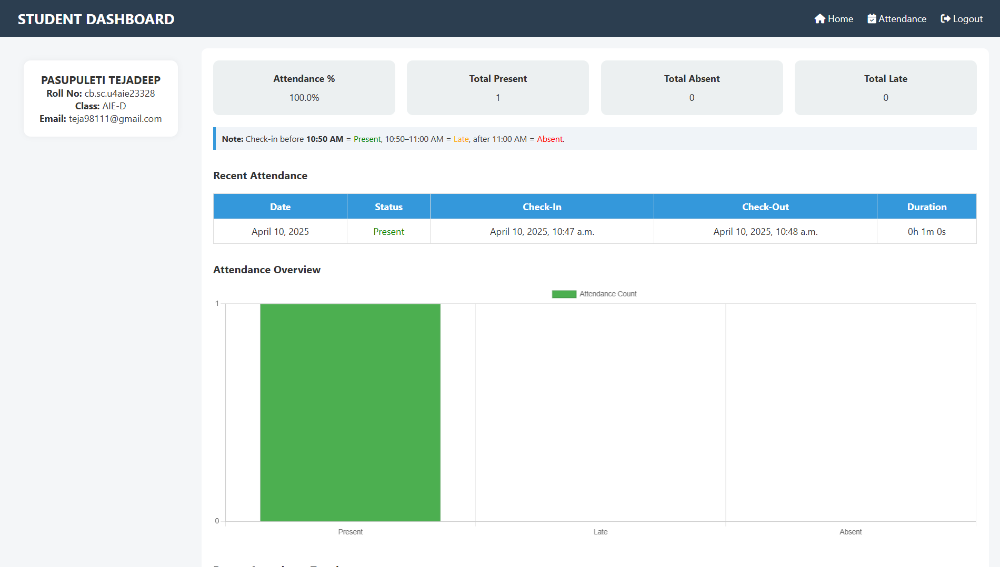 STUDENT DASHBOARD
Home Attendance Logout
PASUPULETI TEJADEEP
Roll No: cb.sc.u4aie23328
Class: AIE-D
Email: teja98111@gmail.com
Attendance % Total Present Total Absent Total Late
100.0% 1 0 0
Note: Check-in before 10:50 AM = Present, 10:50–11:00 AM = Late, after 11:00 AM = Absent.
Recent Attendance
Date Status Check-In Check-Out Duration
April 10, 2025 Present April 10, 2025, 10:47 a.m. April 10, 2025, 10:48 a.m. 0h 1m 0s
Attendance Overview
Attendance Count
1
0
Present Late Absent